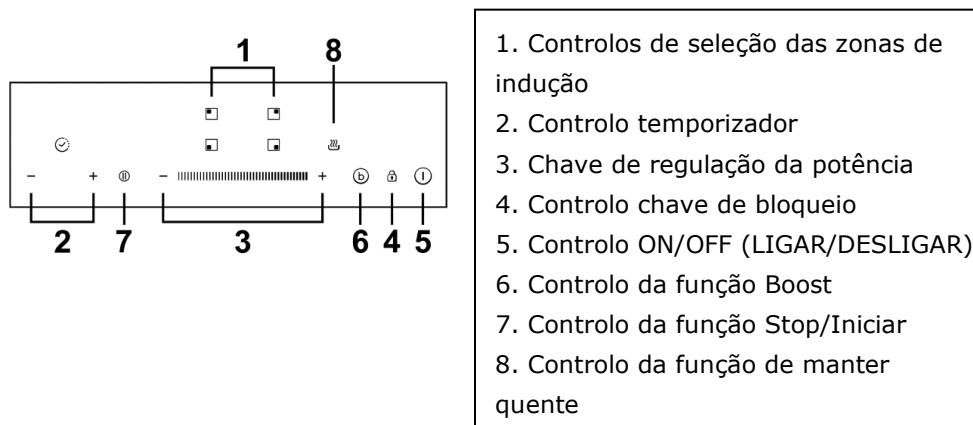 1
8
− + − + b
2
7
3
6
4
5
1. Controlos de seleção das zonas de
indução
2. Controlo temporizador
3. Chave de regulação da potência
4. Controlo chave de bloqueio
5. Controlo ON/OFF (LIGAR/DESLIGAR)
6. Controlo da função Boost
7. Controlo da função Stop/Iniciar
8. Controlo da função de manter
quente